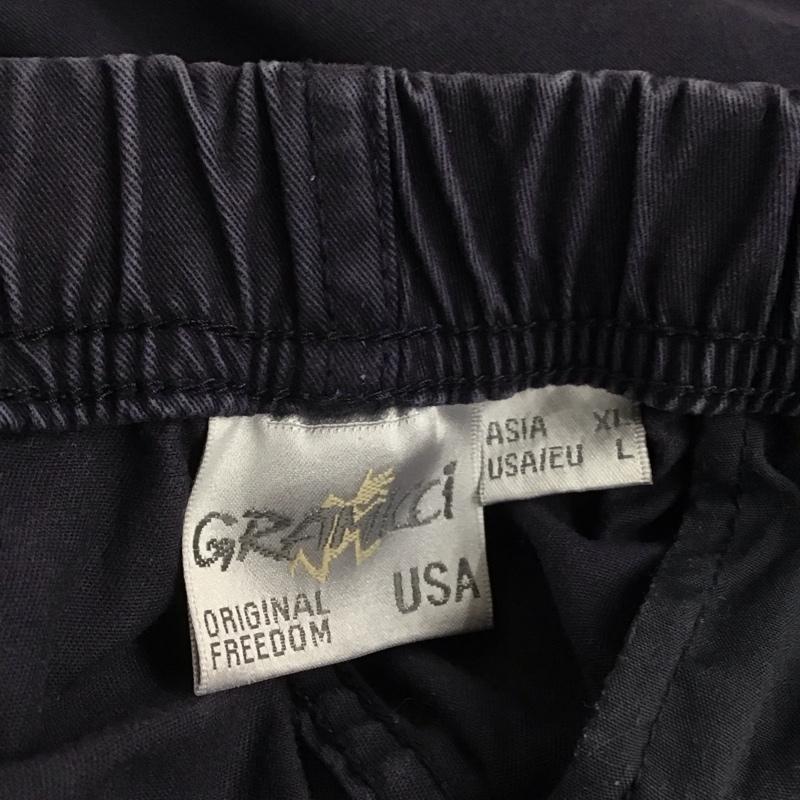 GRAMICCi
ORIGINAL
FREEDOM
USA
ASIA XL
USA/EU L